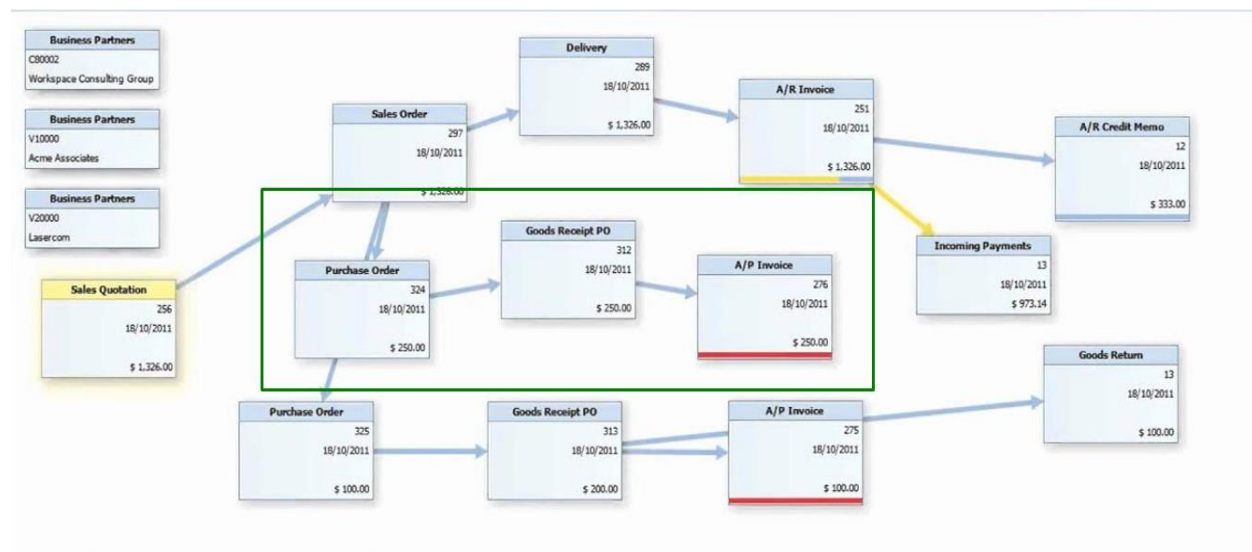 Business Partners
C80002
Workspace Consulting Group
Business Partners
V10000
Acme Associates
Business Partners
V20000
Lasercom
Sales Quotation
256
18/10/2011
$ 1,326.00
Sales Order
297
18/10/2011
$ 1,326.00
Delivery
289
18/10/2011
$ 1,326.00
A/R Invoice
251
18/10/2011
$ 1,326.00
A/R Credit Memo
12
18/10/2011
$ 333.00
Incoming Payments
13
18/10/2011
$ 973.14
Purchase Order
324
18/10/2011
$ 250.00
Goods Receipt PO
312
18/10/2011
$ 250.00
A/P Invoice
276
18/10/2011
$ 250.00
Purchase Order
325
18/10/2011
$ 100.00
Goods Receipt PO
313
18/10/2011
$ 200.00
A/P Invoice
275
18/10/2011
$ 100.00
Goods Return
13
18/10/2011
$ 100.00